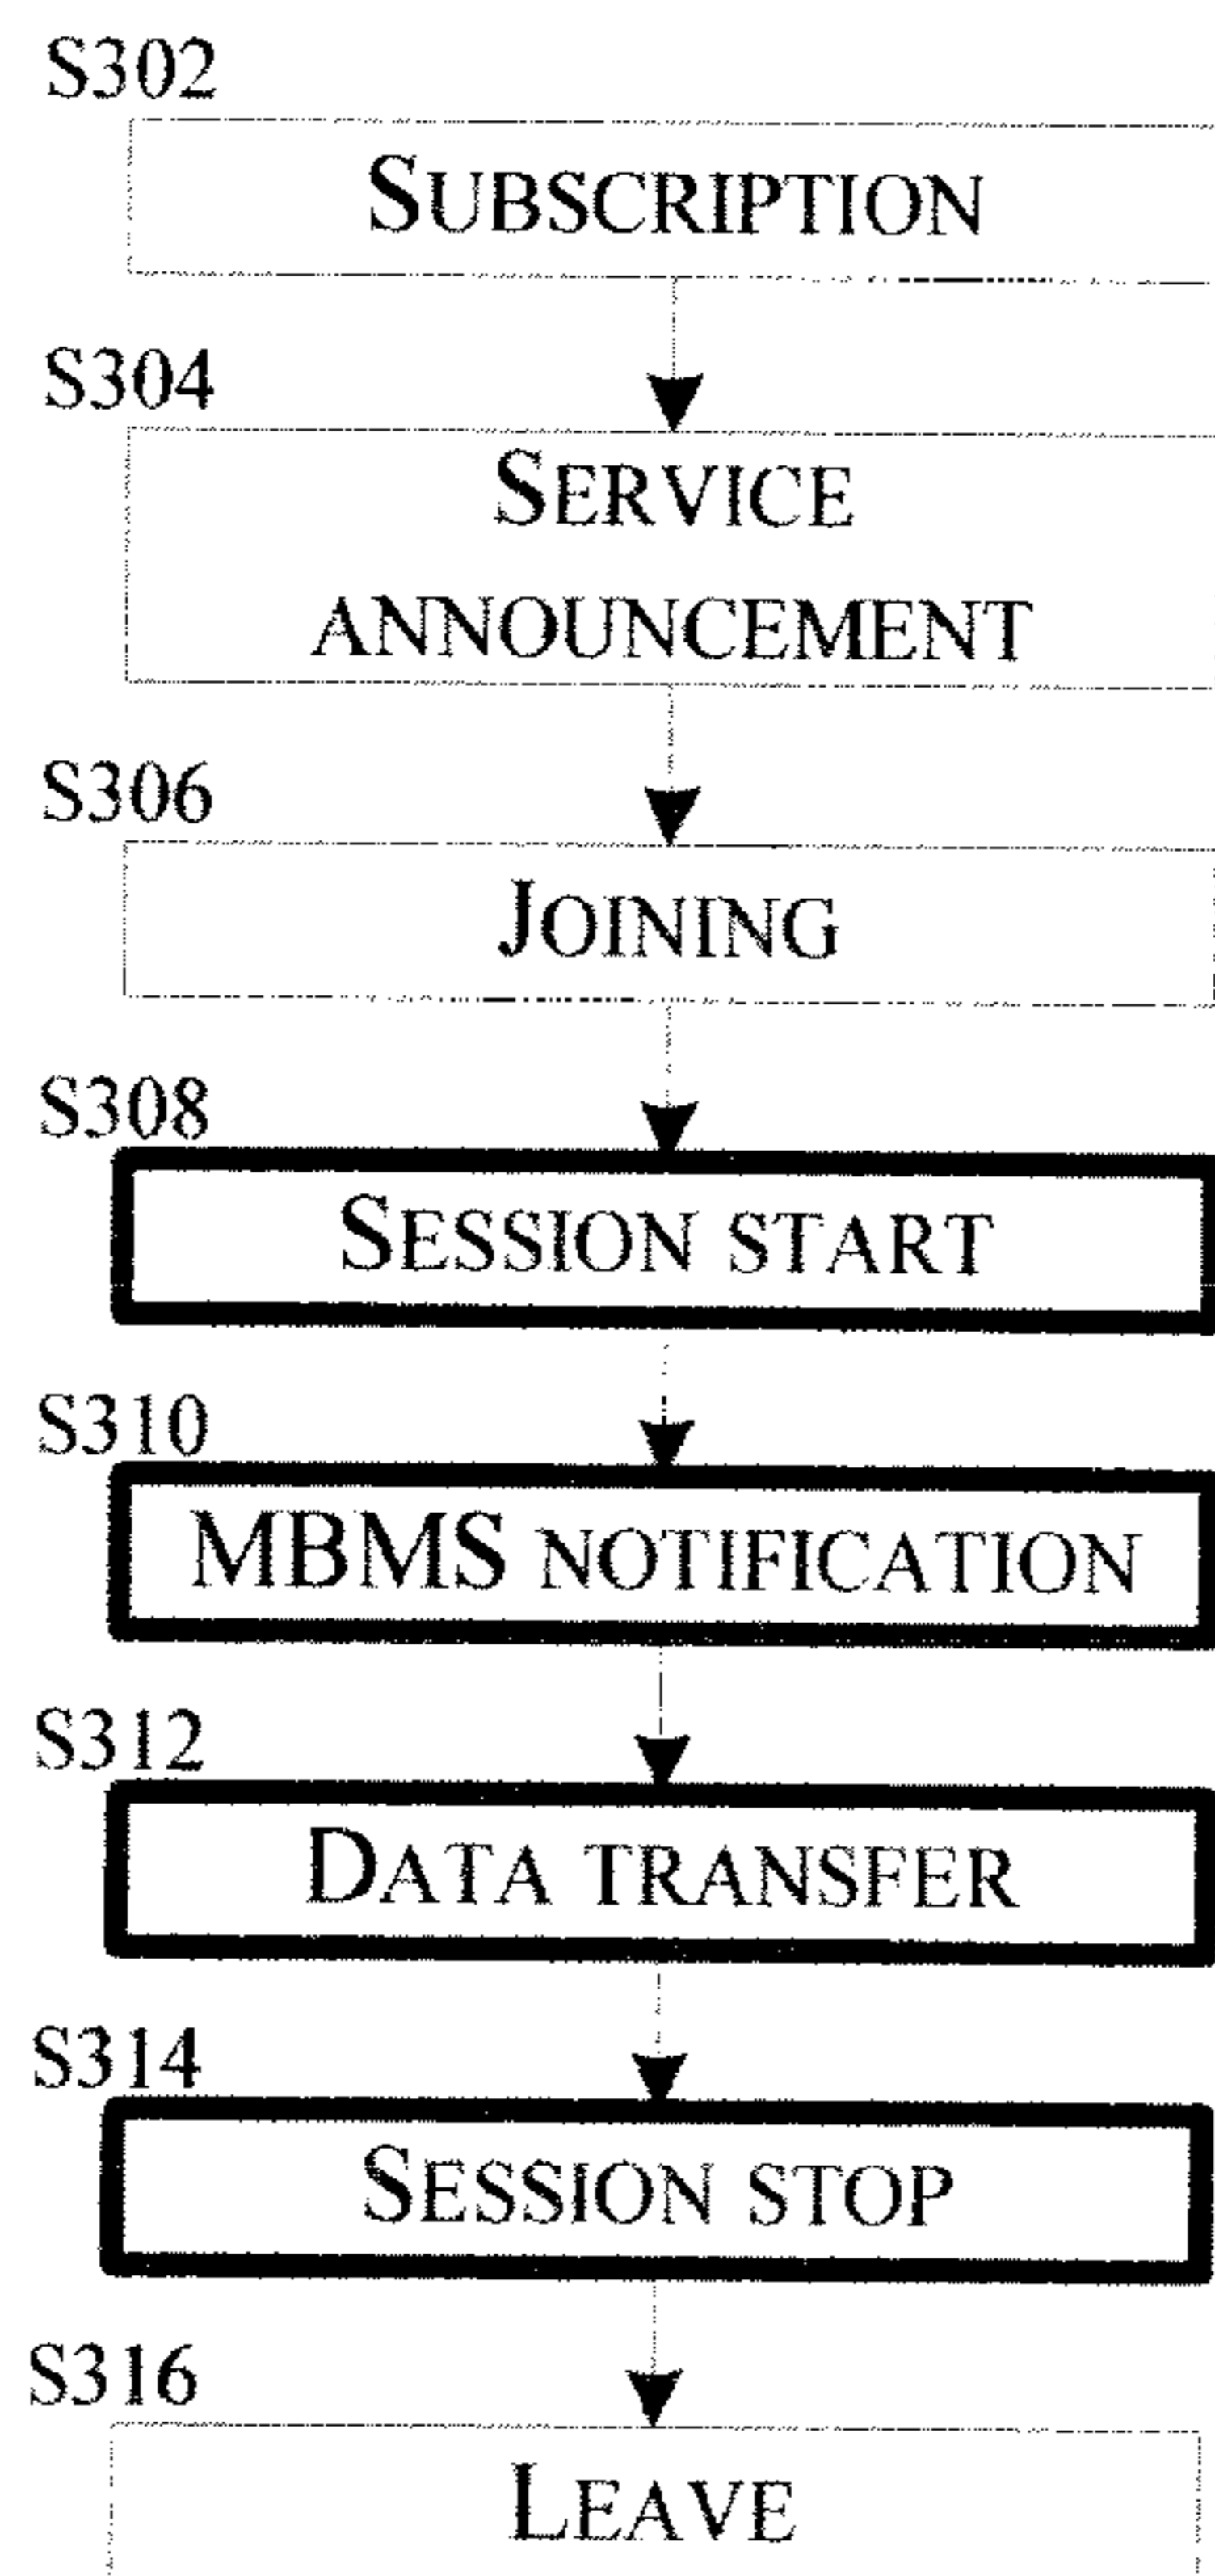 S302
SUBSCRIPTION
S304
SERVICE
ANNOUNCEMENT
S306
JOINING
S308
SESSION START
S310
MBMS NOTIFICATION
S312
DATA TRANSFER
S314
SESSION STOP
S316
LEAVE